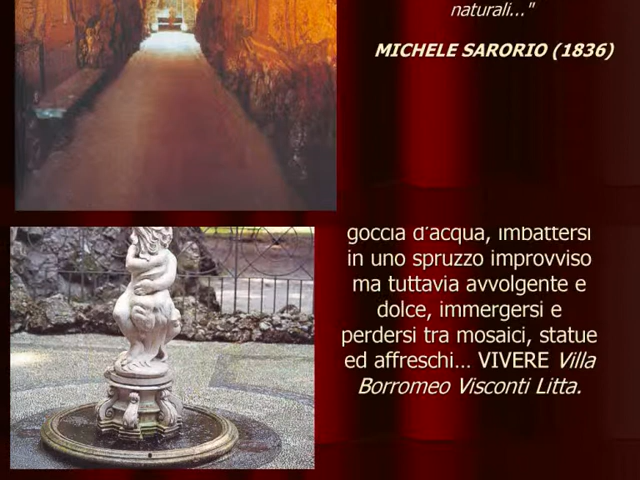 naturali..."
MICHELE SARORIO (1836)
goccia d'acqua, imbattersi
in uno spruzzo improvviso
ma tuttavia avvolgente e
dolce, immergersi e
perdersi tra mosaici, statue
ed affreschi... VIVERE Villa
Borromeo Visconti Litta.